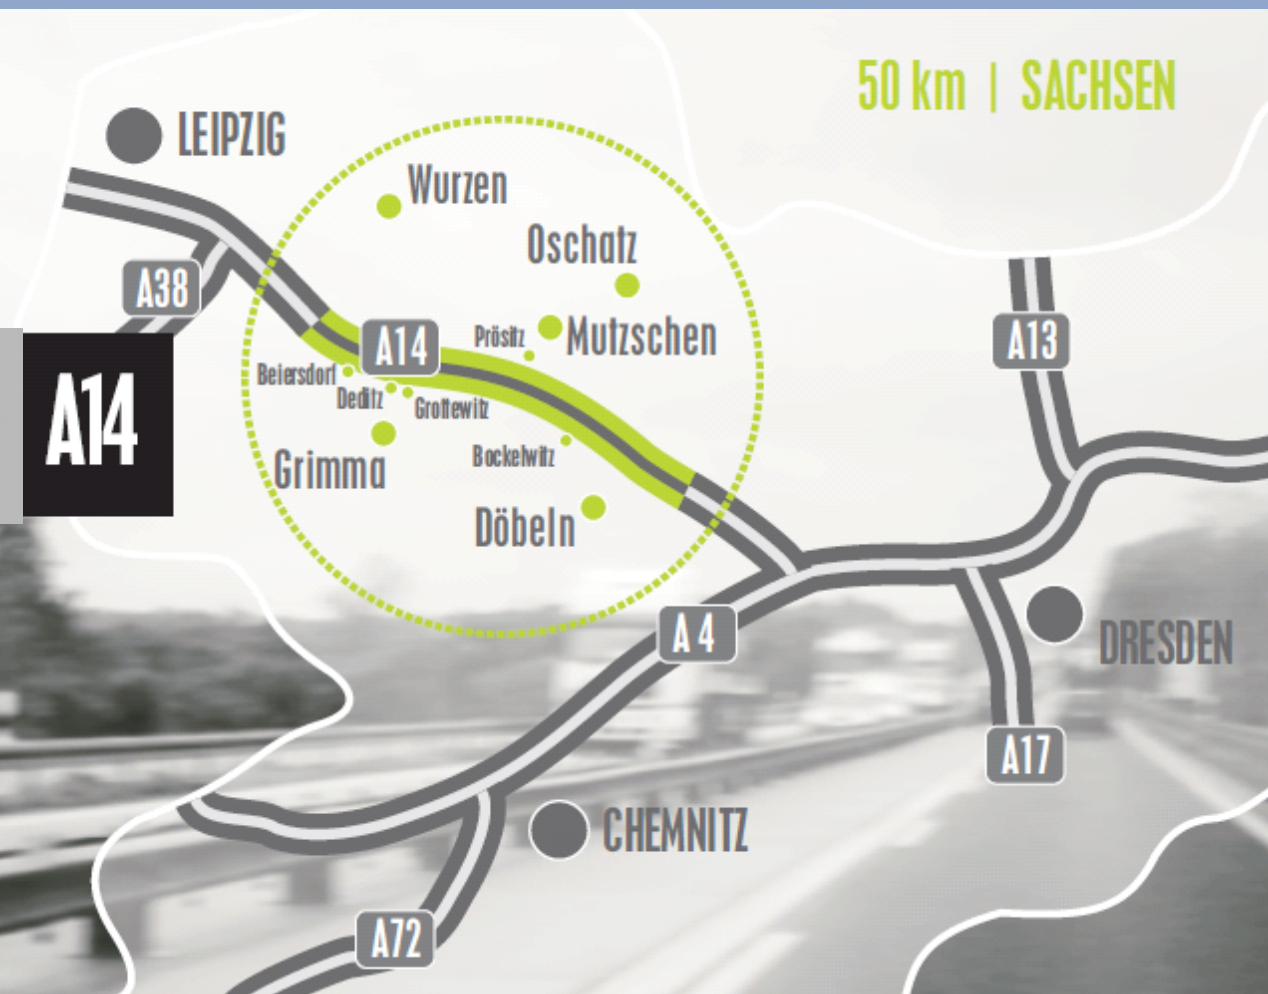 50 km | SACHSEN
LEIPZIG
Wurzen
Oschatz
A38
A14
Prösitz
Mutzschen
A13
Beiersdorf
Deditz
Grottewitz
A14
Grimma
Bockelwitz
Döbeln
A 4
DRESDEN
A17
CHEMNITZ
A72